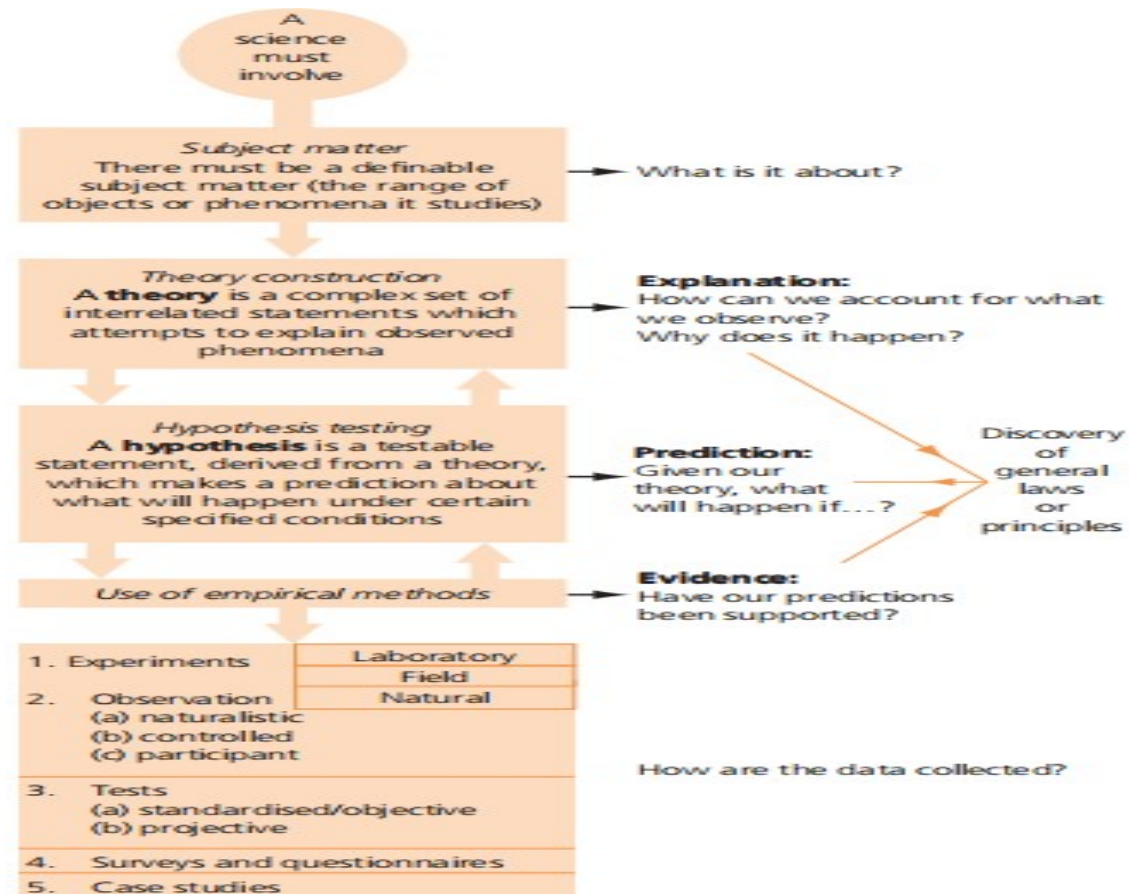 A
science
must
involve
Subject matter
There must be a definable
subject matter (the range of
objects or phenomena it studies)
What is it about?
Theory construction
A theory is a complex set of
interrelated statements which
attempts to explain observed
phenomena
Explanation:
How can we account for what
we observe?
Why does it happen?
Hypothesis testing
A hypothesis is a testable
statement, derived from a theory,
which makes a prediction about
what will happen under certain
specified conditions
Prediction:
Given our
theory, what
will happen if...?
Discovery
of
general
laws
or
principles
Use of empirical methods
Evidence:
Have our predictions
been supported?
1. Experiments
Laboratory
Field
Natural
2. Observation
(a) naturalistic
(b) controlled
(c) participant
How are the data collected?
3. Tests
(a) standardised/objective
(b) projective
4. Surveys and questionnaires
5. Case studies